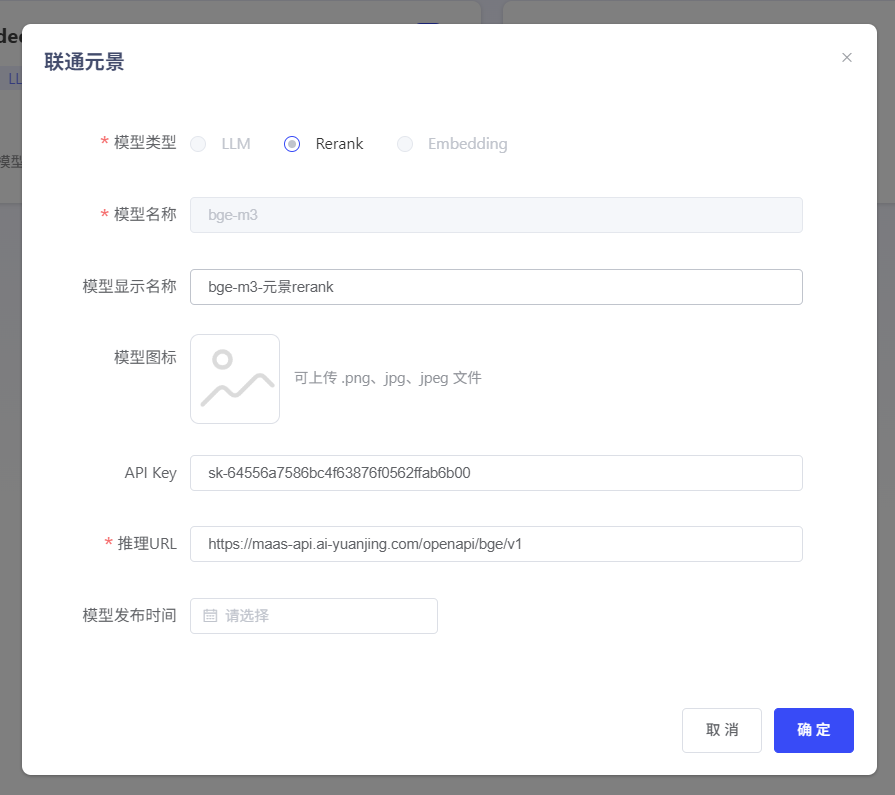 联通元景
dec
LL
模型
* 模型类型 LLM Rerank Embedding
* 模型名称 bge-m3
模型显示名称 bge-m3-元景rerank
模型图标 可上传 .png、jpg、jpeg 文件
API Key sk-64556a7586bc4f63876f0562ffab6b00
* 推理URL https://maas-api.ai-yuanjing.com/openapi/bge/v1
模型发布时间 请选择
取 消 确 定